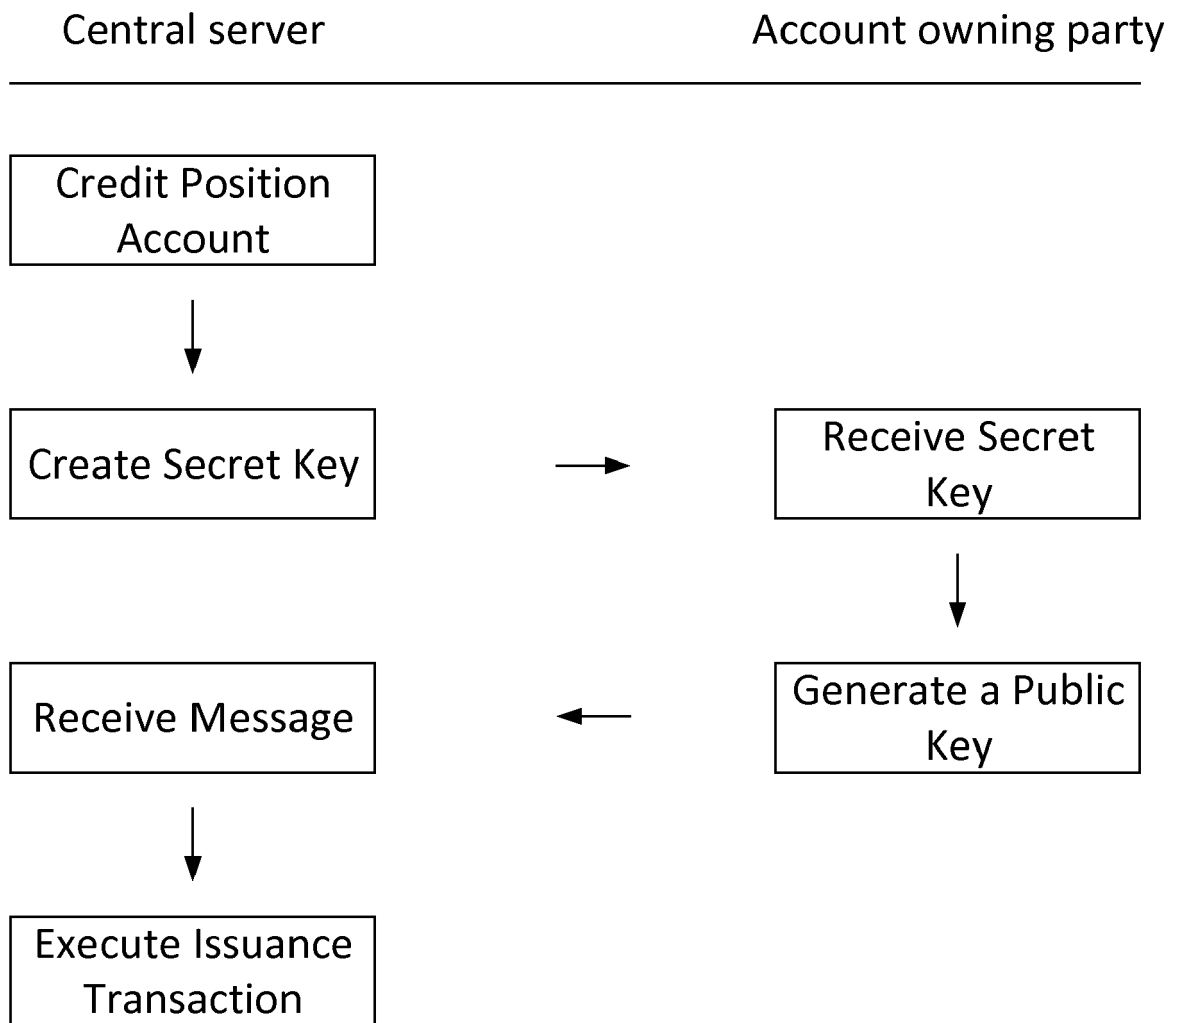 Central server
Account owning party
Credit Position
Account
Create Secret Key
Receive Secret
Key
Receive Message
Generate a Public
Key
Execute Issuance
Transaction